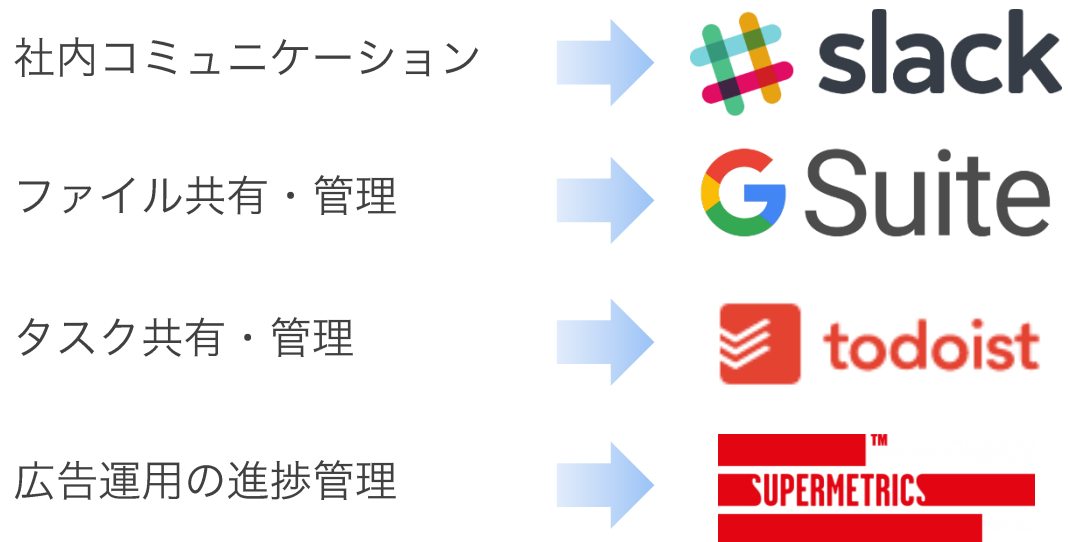 社内コミュニケーション
slack
ファイル共有・管理
G Suite
タスク共有・管理
todoist
広告運用の進捗管理
SUPERMETRICS™